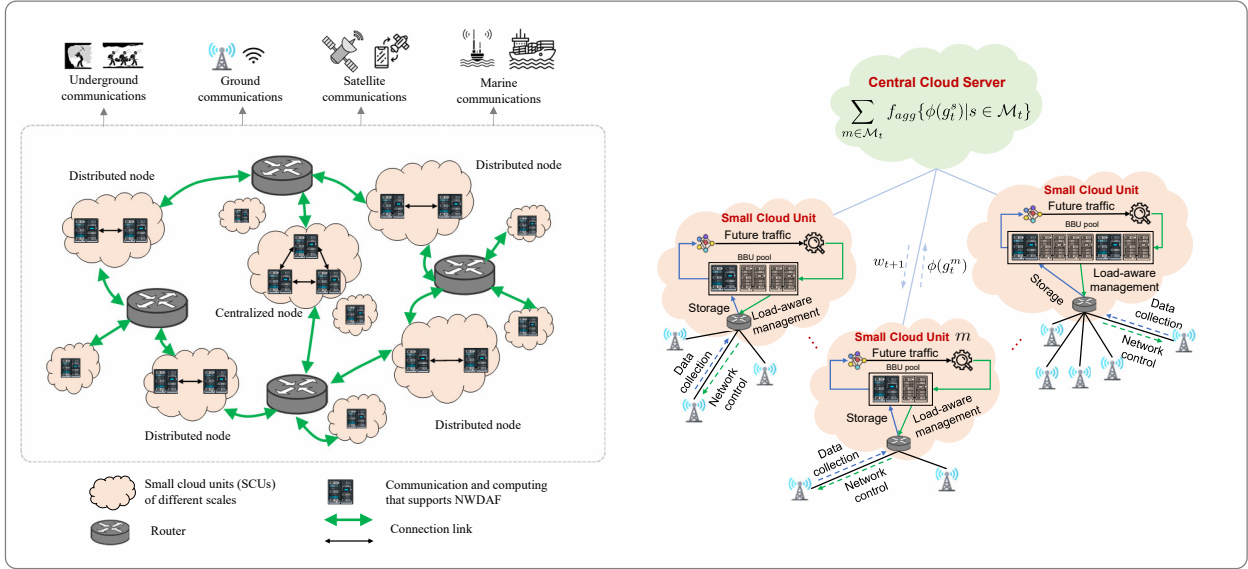 Underground
communications
Ground
communications
Satellite
communications
Marine
communications
Distributed node
Distributed node
Centralized node
Distributed node
Distributed node
Small cloud units (SCUs)
of different scales
Communication and computing
that supports NWDAF
Router
Connection link
Central Cloud Server
∑_{m∈ℳ_t} f_{agg}{ϕ(g_t^s)|s ∈ ℳ_t}
w_{t+1}
ϕ(g_t^m)
Small Cloud Unit
Future traffic
BBU pool
Storage
Load-aware
management
Data
collection
Network
control
Small Cloud Unit m
Future traffic
BBU pool
Storage
Load-aware
management
Data
collection
Network
control
Small Cloud Unit
Future traffic
BBU pool
Storage
Load-aware
management
Data
collection
Network
control